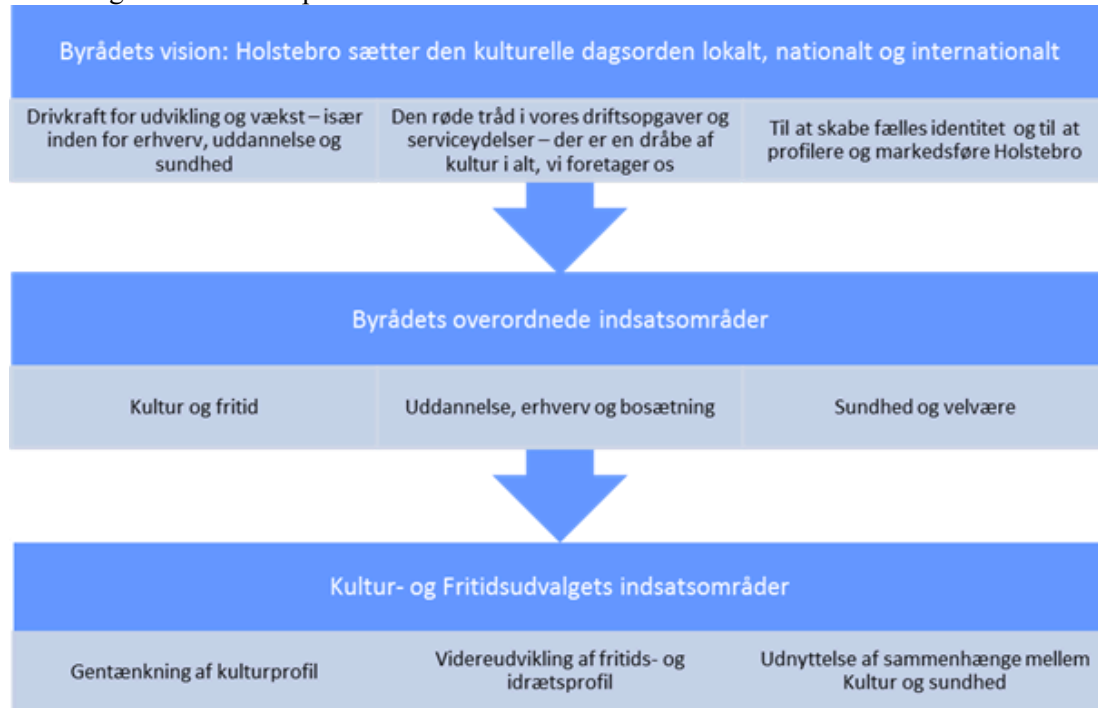 Byrådets vision: Holstebro sætter den kulturelle dagsorden lokalt, nationalt og internationalt
Drivkraft for udvikling og vækst – især
inden for erhverv, uddannelse og
sundhed
Den røde tråd i vores driftsopgaver og
serviceydelser – der er en dråbe af
kultur i alt, vi foretager os
Til at skabe fælles identitet og til at
profilere og markedsføre Holstebro
Byrådets overordnede indsatsområder
Kultur og fritid
Uddannelse, erhverv og bosætning
Sundhed og velvære
Kultur- og Fritidsudvalgets indsatsområder
Gentænkning af kulturprofil
Videreudvikling af fritids- og
idrætsprofil
Udnyttelse af sammenhænge mellem
Kultur og sundhed